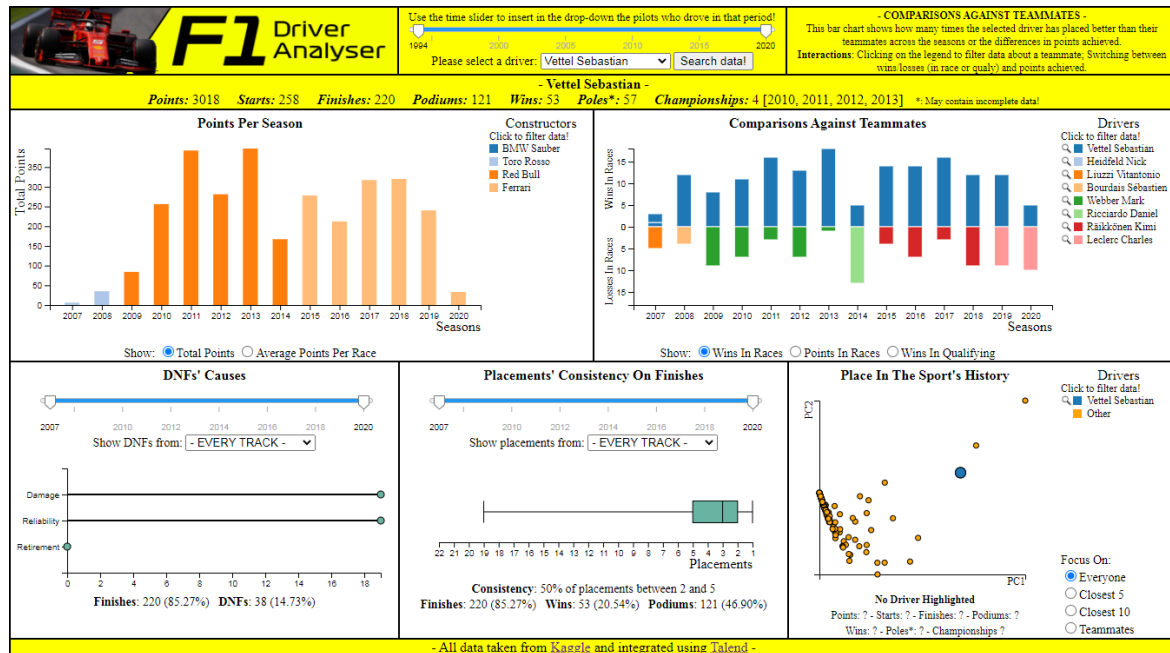 F1 Driver Analyser
Use the time slider to insert in the drop-down the pilots who drove in that period!
1994 2000 2005 2010 2015 2020
Please select a driver: Vettel Sebastian Search data!
- COMPARISONS AGAINST TEAMMATES -
This bar chart shows how many times the selected driver has placed better than their
teammates across the seasons or the differences in points achieved.
Interactions: Clicking on the legend to filter data about a teammate; Switching between
wins/losses (in race or qualy) and points achieved.
- Vettel Sebastian -
Points: 3018 Starts: 258 Finishes: 220 Podiums: 121 Wins: 53 Poles*: 57 Championships: 4 [2010, 2011, 2012, 2013] *: May contain incomplete data!
Points Per Season
Constructors
Click to filter data!
BMW Sauber
Toro Rosso
Red Bull
Ferrari
Total Points
350
300
250
200
150
100
50
0
2007 2008 2009 2010 2011 2012 2013 2014 2015 2016 2017 2018 2019 2020
Seasons
Show: Total Points Average Points Per Race
Comparisons Against Teammates
Drivers
Click to filter data!
Vettel Sebastian
Heidfeld Nick
Liuzzi Vitantonio
Bourdais Sébastien
Webber Mark
Ricciardo Daniel
Räikkönen Kimi
Leclerc Charles
Wins In Races
Losses In Races
15
10
5
0
5
10
15
2007 2008 2009 2010 2011 2012 2013 2014 2015 2016 2017 2018 2019 2020
Seasons
Show: Wins In Races Points In Races Wins In Qualifying
DNFs' Causes
2007 2010 2012 2014 2016 2018 2020
Show DNFs from: - EVERY TRACK -
Damage
Reliability
Retirement
0 2 4 6 8 10 12 14 16 18
Finishes: 220 (85.27%) DNFs: 38 (14.73%)
Placements' Consistency On Finishes
2007 2010 2012 2014 2016 2018 2020
Show placements from: - EVERY TRACK -
22 21 20 19 18 17 16 15 14 13 12 11 10 9 8 7 6 5 4 3 2 1
Placements
Consistency: 50% of placements between 2 and 5
Finishes: 220 (85.27%) Wins: 53 (20.54%) Podiums: 121 (46.90%)
Place In The Sport's History
Drivers
Click to filter data!
Vettel Sebastian
Other
PC2
PC1
Focus On:
Everyone
Closest 5
Closest 10
Teammates
No Driver Highlighted
Points: ? - Starts: ? - Finishes: ? - Podiums: ?
Wins: ? - Poles*: ? - Championships ?
- All data taken from Kaggle and integrated using Talend -